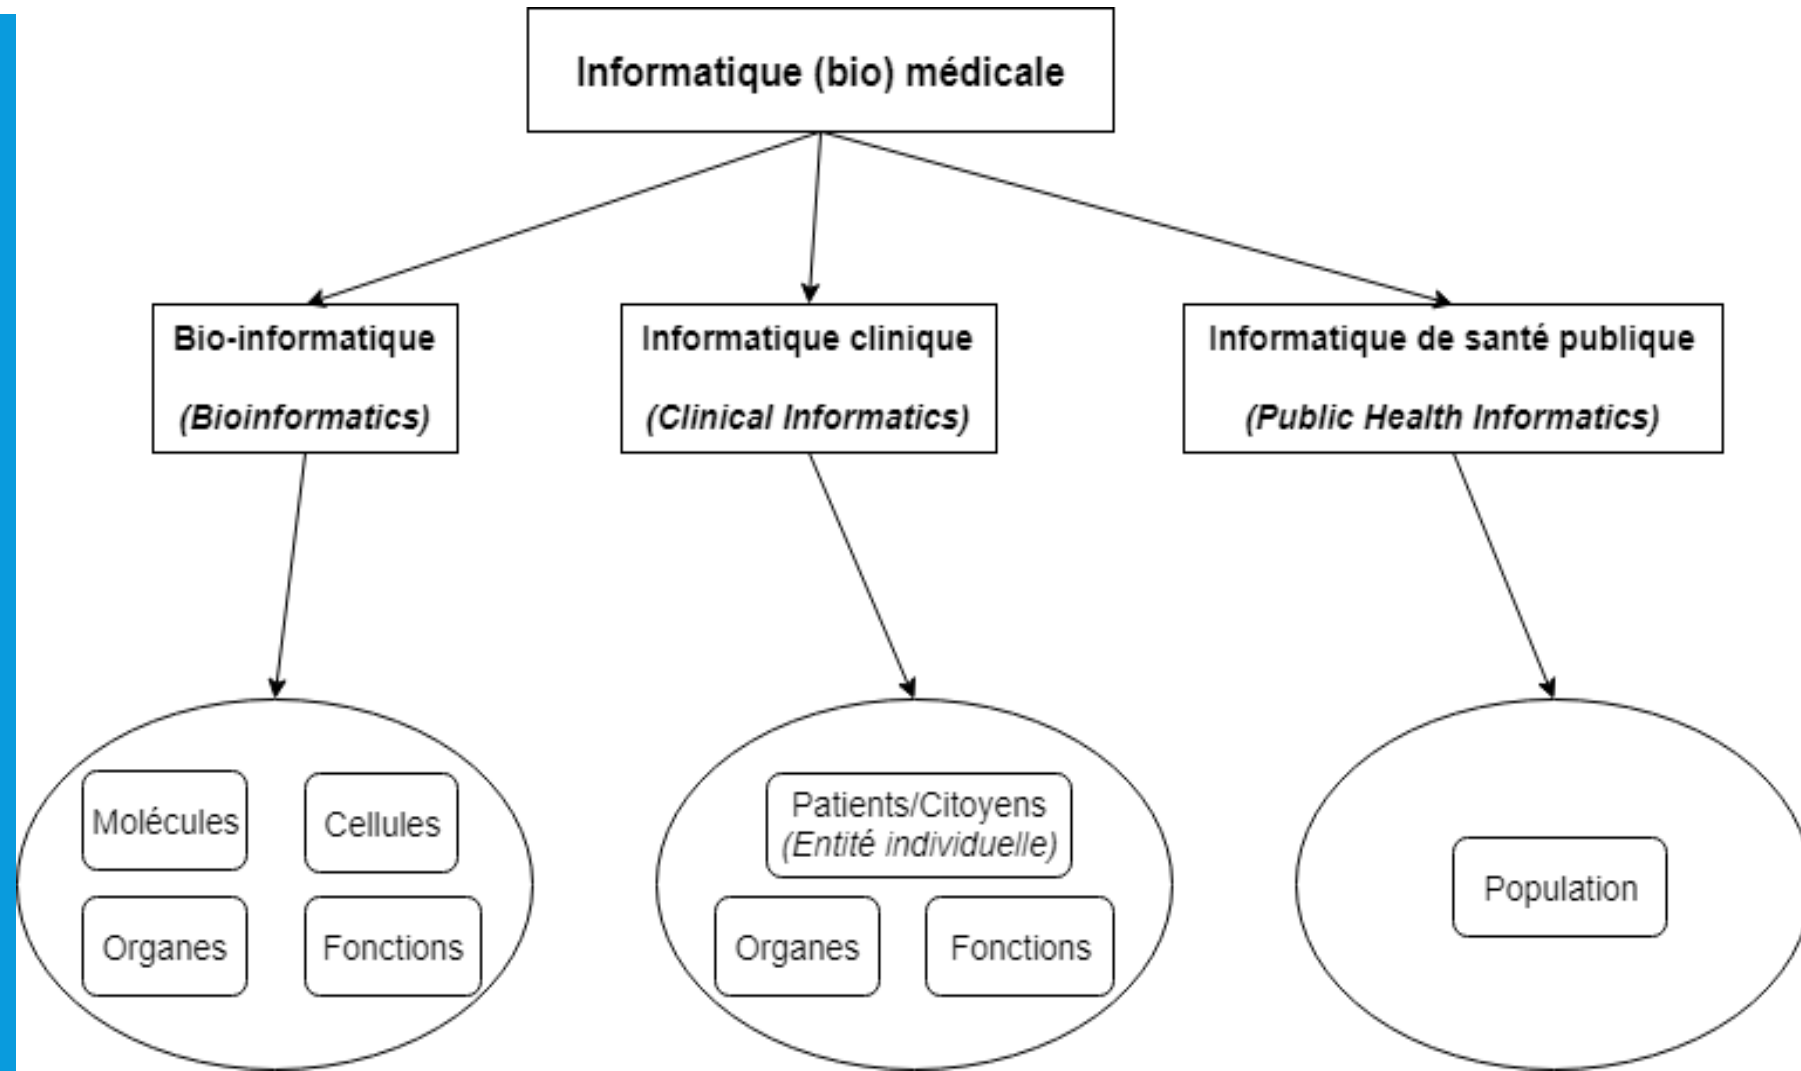 Informatique (bio) médicale
Bio-informatique
(Bioinformatics)
Informatique clinique
(Clinical Informatics)
Informatique de santé publique
(Public Health Informatics)
Molécules
Cellules
Organes
Fonctions
Patients/Citoyens
(Entité individuelle)
Organes
Fonctions
Population